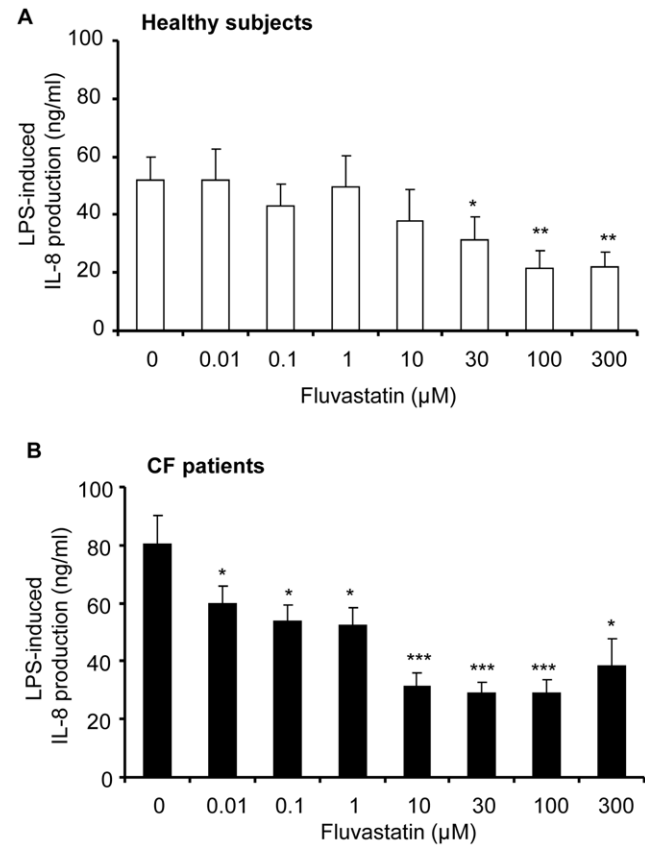 A
Healthy subjects
LPS-induced
IL-8 production (ng/ml)
100
80
60
40
20
0
*
**
**
0 0.01 0.1 1 10 30 100 300
Fluvastatin (µM)
B
CF patients
LPS-induced
IL-8 production (ng/ml)
100
80
60
40
20
0
*
*
*
***
***
***
*
0 0.01 0.1 1 10 30 100 300
Fluvastatin (µM)